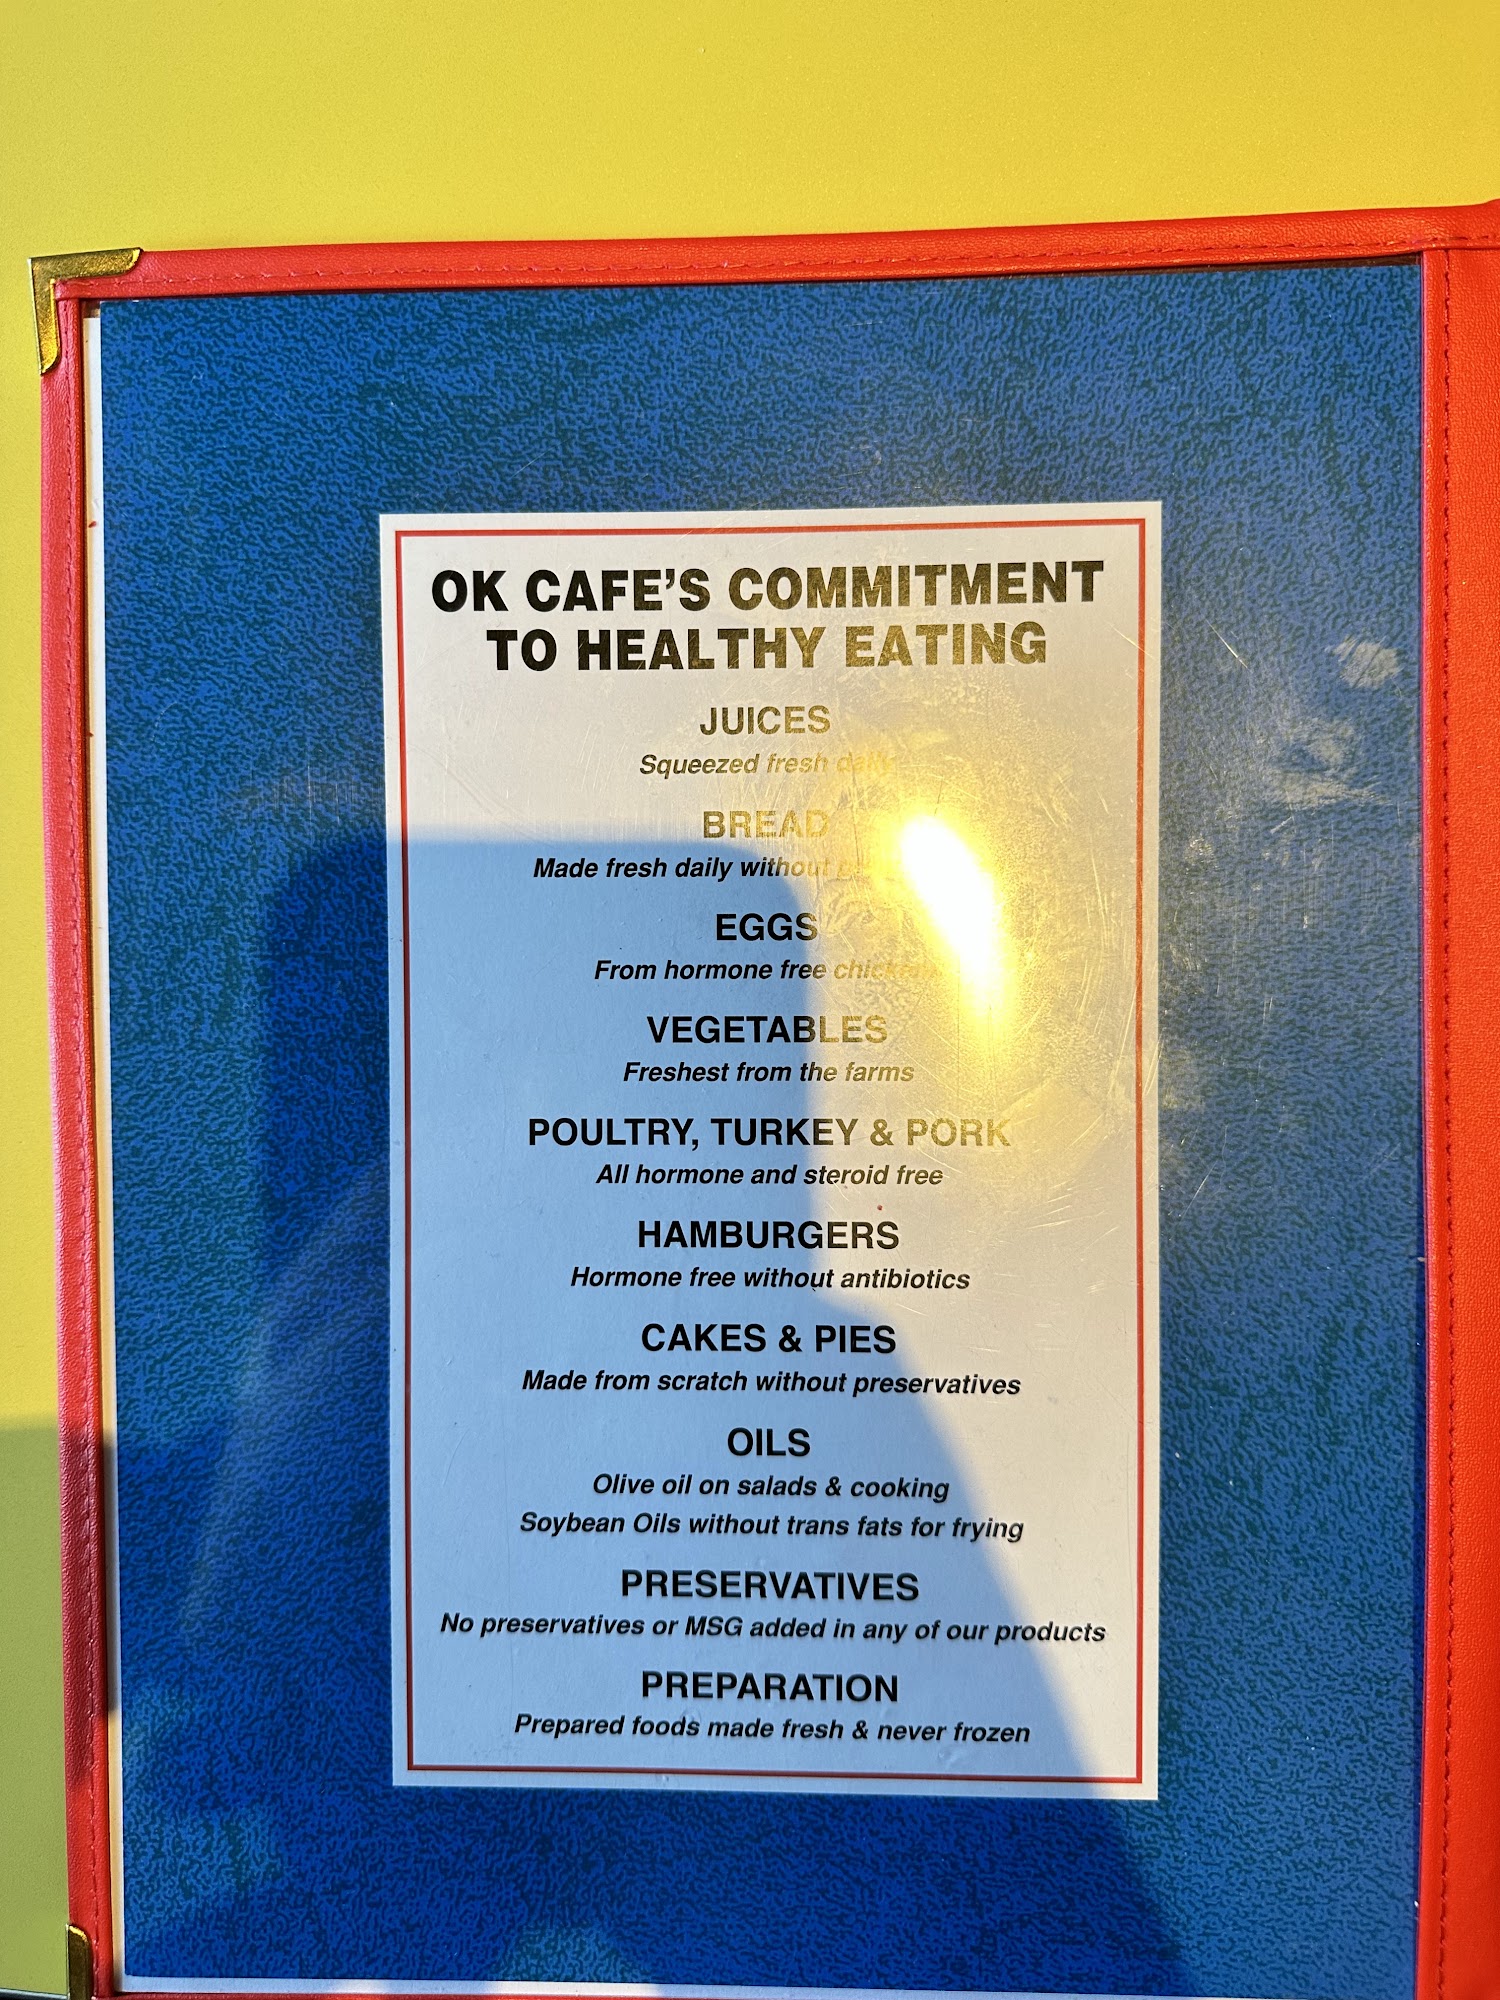 OK CAFE'S COMMITMENT
TO HEALTHY EATING
JUICES
Squeezed fresh daily
BREAD
Made fresh daily without
EGGS
From hormone free chickens
VEGETABLES
Freshest from the farms
POULTRY, TURKEY & PORK
All hormone and steroid free
HAMBURGERS
Hormone free without antibiotics
CAKES & PIES
Made from scratch without preservatives
OILS
Olive oil on salads & cooking
Soybean Oils without trans fats for frying
PRESERVATIVES
No preservatives or MSG added in any of our products
PREPARATION
Prepared foods made fresh & never frozen